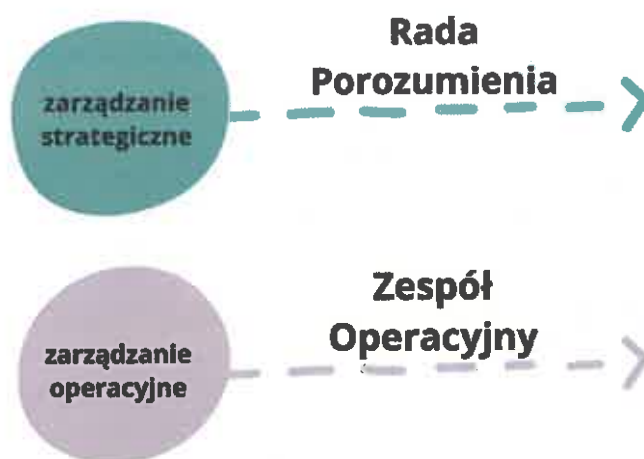 Rada
Porozumienia
zarządzanie
strategiczne
Zespół
Operacyjny
zarządzanie
operacyjne